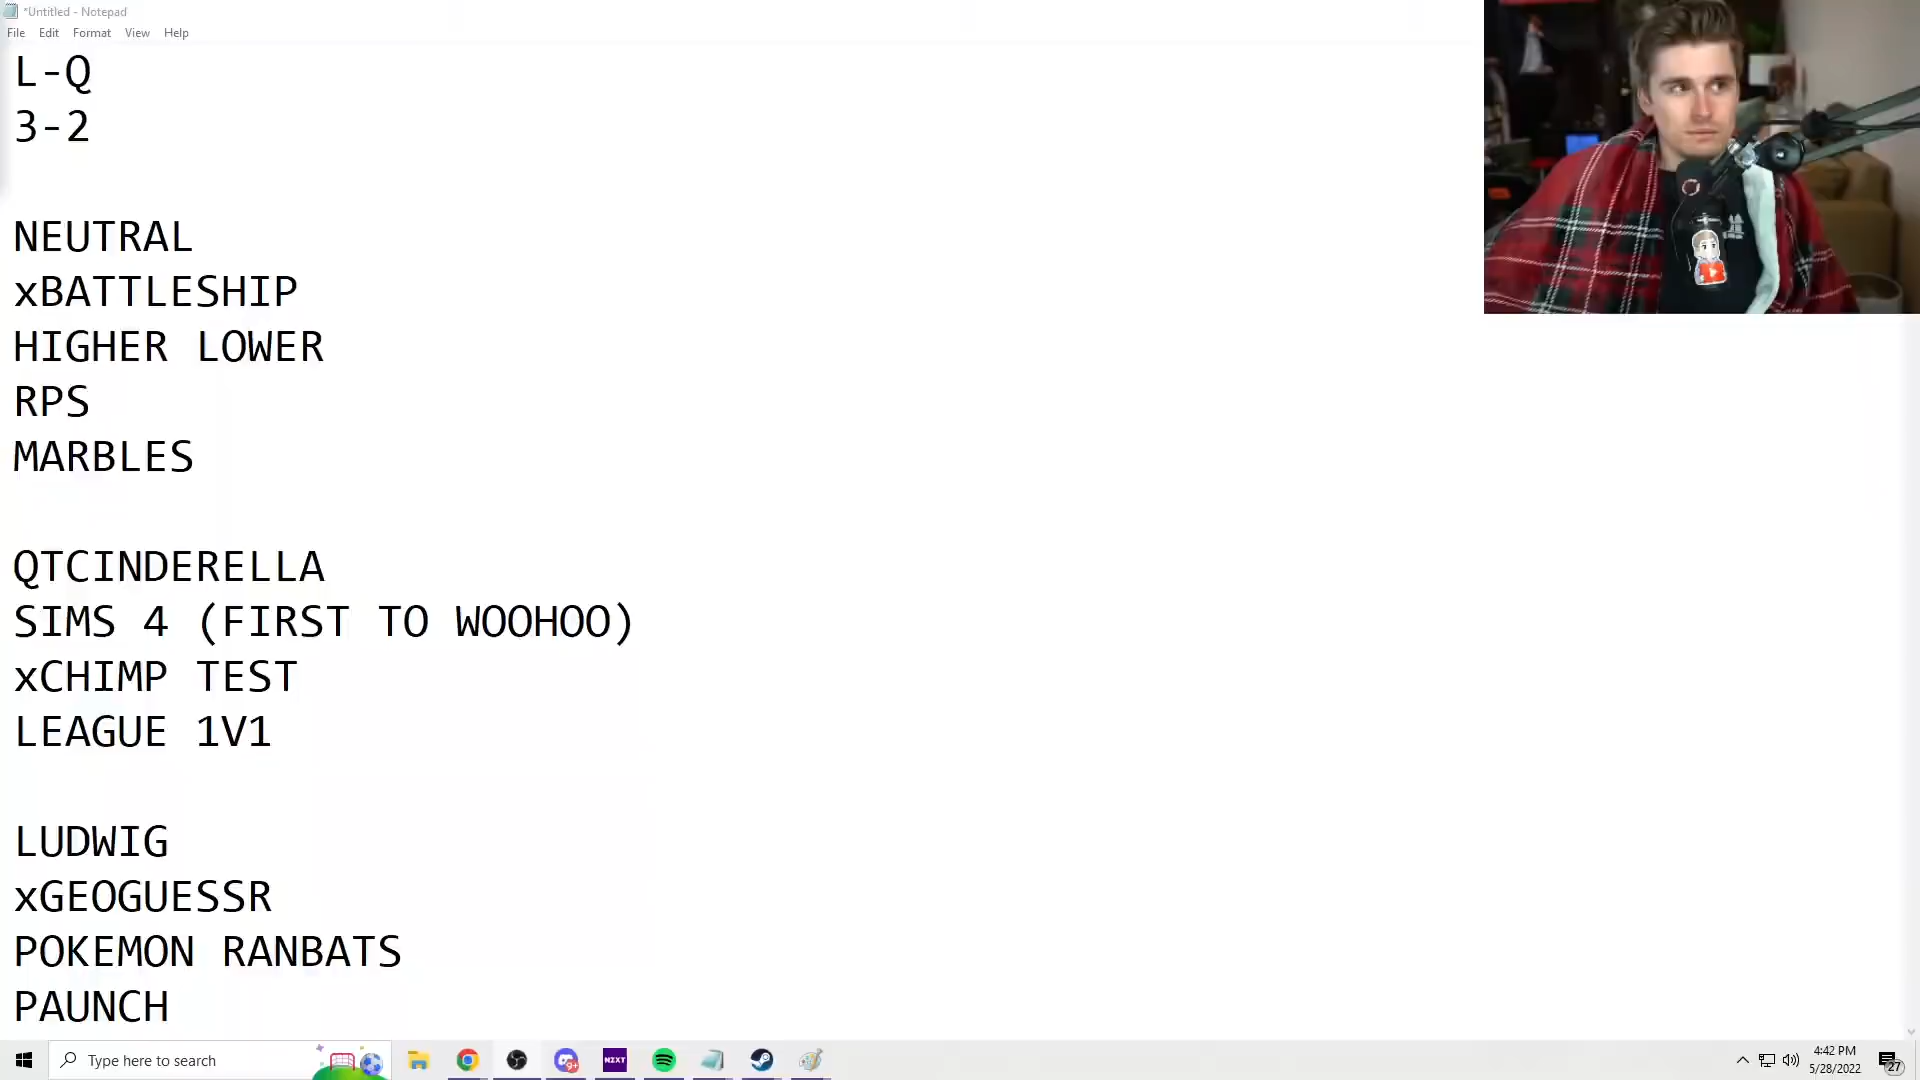 *Untitled - Notepad
File Edit Format View Help
L-Q
3-2
NEUTRAL
xBATTLESHIP
HIGHER LOWER
RPS
MARBLES
QTCINDERELLA
SIMS 4 (FIRST TO WOOHOO)
xCHIMP TEST
LEAGUE 1V1
LUDWIG
xGEOGUESSR
POKEMON RANBATS
PAUNCH
Type here to search
NZXT
4:42 PM
5/28/2022
27